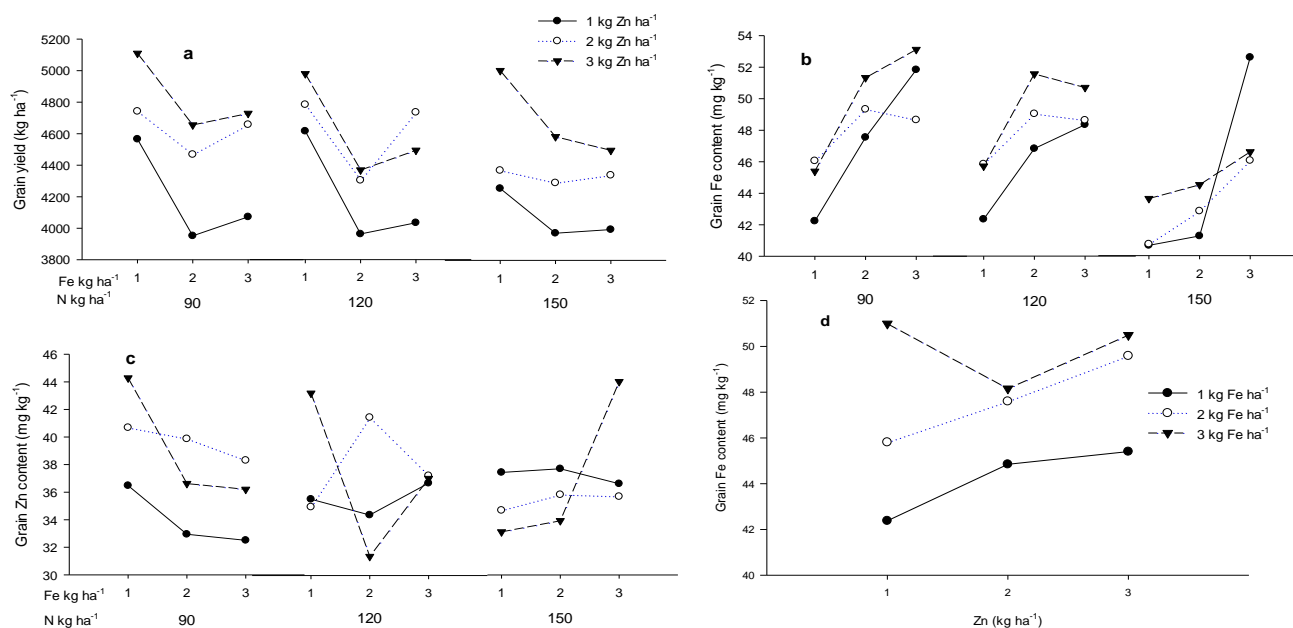 1 kg Zn ha⁻¹
2 kg Zn ha⁻¹
3 kg Zn ha⁻¹
a
Grain yield (kg ha⁻¹)
5200
5000
4800
4600
4400
4200
4000
3800
Fe kg ha⁻¹ 1 2 3 1 2 3 1 2 3
N kg ha⁻¹ 90 120 150
b
Grain Fe content (mg kg⁻¹)
54
52
50
48
46
44
42
40
1 2 3 1 2 3 1 2 3
90 120 150
c
Grain Zn content (mg kg⁻¹)
46
44
42
40
38
36
34
32
30
Fe kg ha⁻¹ 1 2 3 1 2 3 1 2 3
N kg ha⁻¹ 90 120 150
d
Grain Fe content (mg kg⁻¹)
52
50
48
46
44
42
40
1 kg Fe ha⁻¹
2 kg Fe ha⁻¹
3 kg Fe ha⁻¹
1 2 3
Zn (kg ha⁻¹)